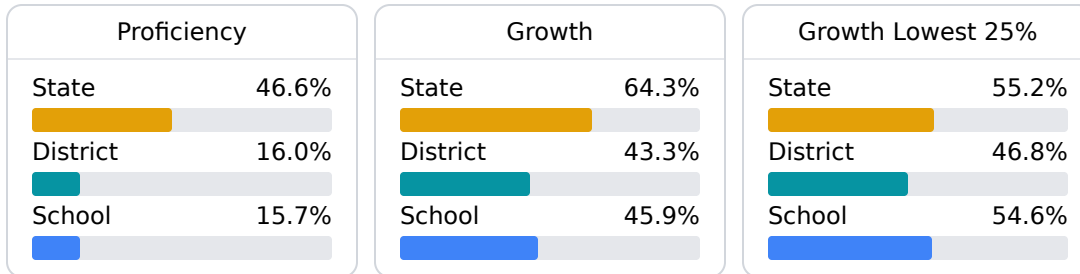 Proficiency
State 46.6%
District 16.0%
School 15.7%
Growth
State 64.3%
District 43.3%
School 45.9%
Growth Lowest 25%
State 55.2%
District 46.8%
School 54.6%